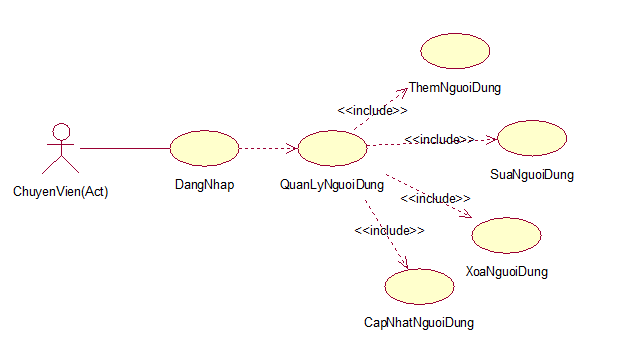 ThemNguoiDung
<<include>>
<<include>>
SuaNguoiDung
ChuyenVien(Act)
DangNhap
QuanLyNguoiDung
<<include>>
<<include>>
XoaNguoiDung
CapNhatNguoiDung